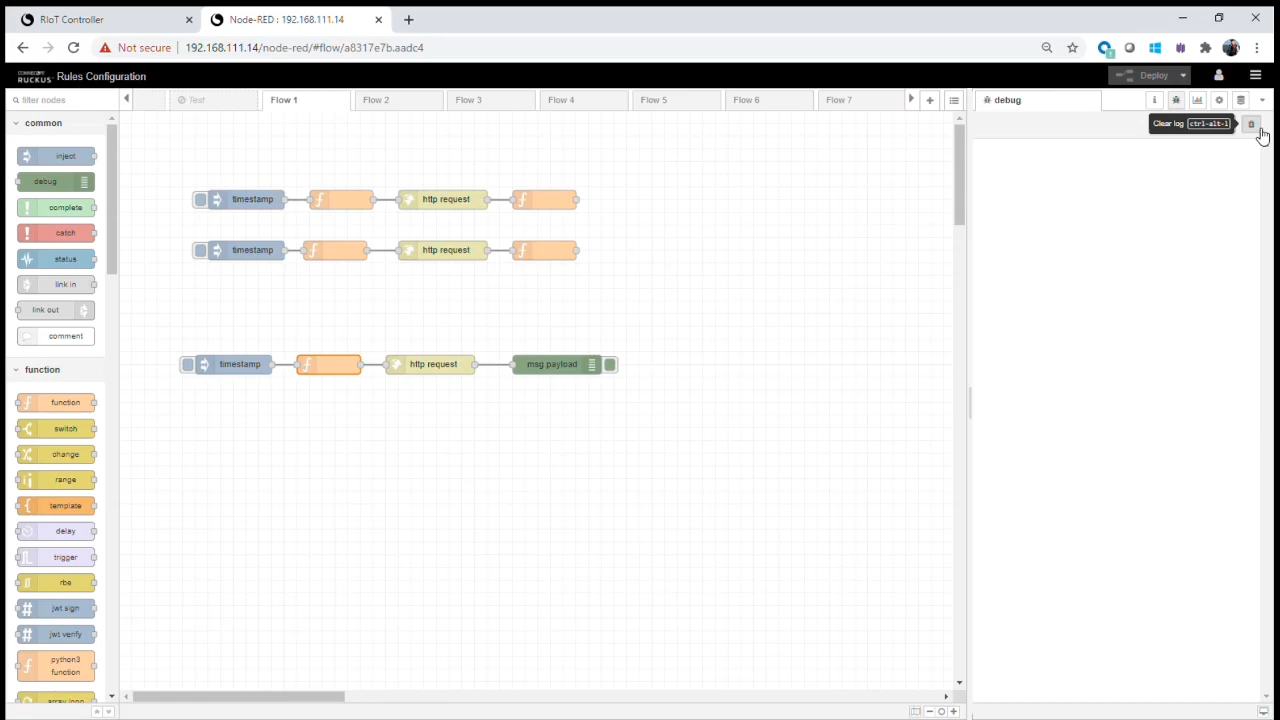 RIoT Controller
Node-RED : 192.168.111.14
Not secure
192.168.111.14/node-red/#flow/a8317e7b.aadc4
COMMSCOPE
RUCKUS
Rules Configuration
Deploy
filter nodes
Test
Flow 1
Flow 2
Flow 3
Flow 4
Flow 5
Flow 6
Flow 7
debug
Clear log ctrl-alt-l
common
inject
debug
complete
catch
status
link in
link out
comment
function
function
switch
change
range
template
delay
trigger
rbe
jwt sign
jwt verify
python3
function
array loop
timestamp
http request
timestamp
http request
timestamp
http request
msg.payload